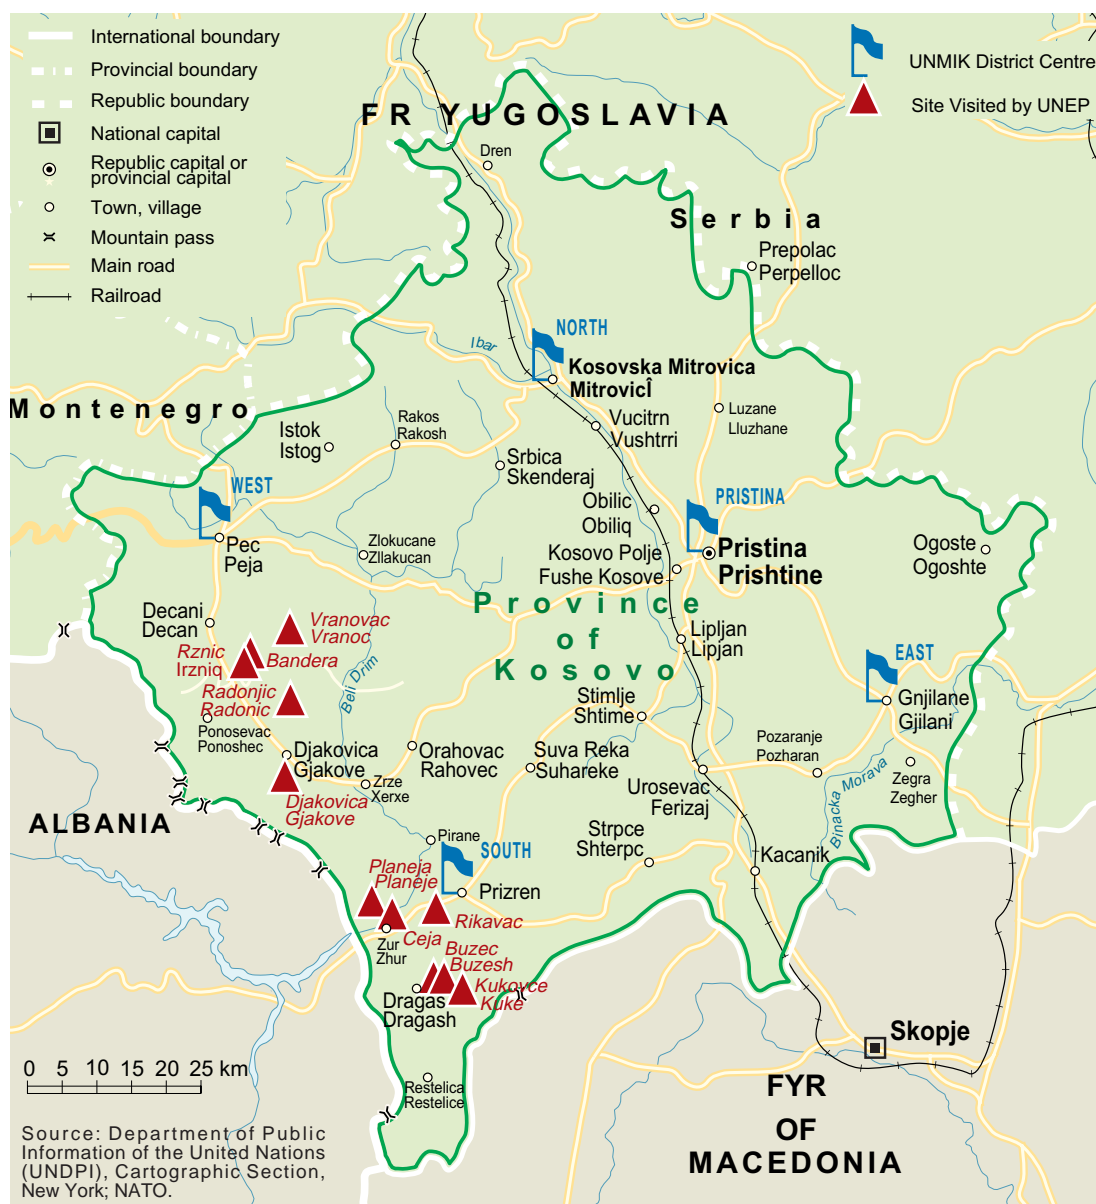 International boundary
Provincial boundary
Republic boundary
National capital
Republic capital or
provincial capital
Town, village
Mountain pass
Main road
Railroad
UNMIK District Centre
Site Visited by UNEP
FR YUGOSLAVIA
Dren
Serbia
Prepolac
Perpelloc
NORTH
Ibar
Kosovska Mitrovica
Mitrovicî
Montenegro
Rakos
Rakosh
Istok
Istog
Luzane
Lluzhane
Vucitrn
Vushtrri
Srbica
Skenderaj
WEST
PRISTINA
Obilic
Obiliq
Pec
Peja
Zlokucane
Zllakucan
Kosovo Polje
Fushe Kosove
Pristina
Prishtine
Ogoste
Ogoshte
Province
of
Kosovo
Decani
Decan
Vranovac
Vranoc
Rznic
Irzniq
Bandera
Lipljan
Lipjan
EAST
Beli Drim
Radonjic
Radonic
Gnjilane
Gjilani
Stimlje
Shtime
Ponosevac
Ponoshec
Djakovica
Gjakove
Orahovac
Rahovec
Suva Reka
Suhareke
Pozaranje
Pozharan
Zrze
Xerxe
Urosevac
Ferizaj
Binacka Morava
Zegra
Zegher
Djakovica
Gjakove
ALBANIA
Pirane
SOUTH
Strpce
Shterpc
Kacanik
Planeja
Planeje
Prizren
Rikavac
Zur
Zhur
Ceja
Buzec
Buzesh
Kukovce
Kuke
Dragas
Dragash
Skopje
0 5 10 15 20 25 km
Restelica
Restelice
FYR
OF
MACEDONIA
Source: Department of Public
Information of the United Nations
(UNDPI), Cartographic Section,
New York; NATO.